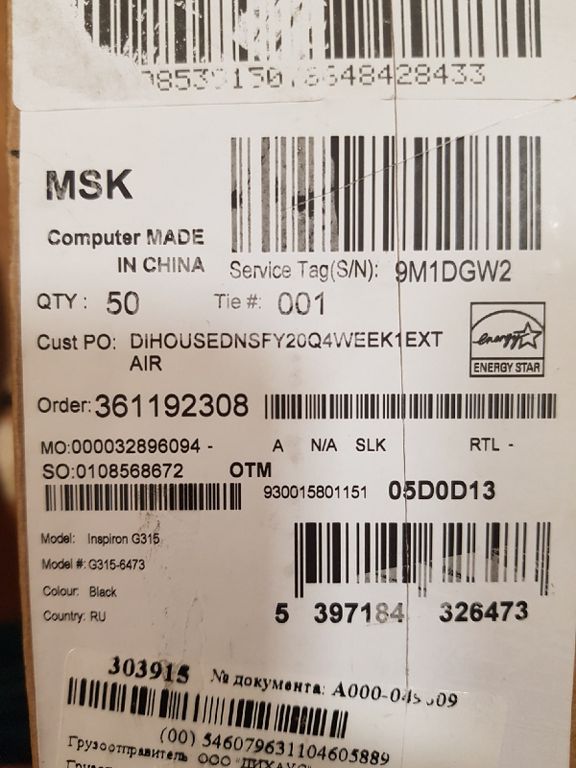 MSK
Computer MADE
IN CHINA
Service Tag(S/N): 9M1DGW2
QTY: 50 Tie #: 001
Cust PO: DIHOUSEDNSFY20Q4WEEK1EXT
AIR
energy
ENERGY STAR
Order: 361192308
MO:000032896094 - A N/A SLK RTL -
SO:0108568672 OTM
930015801151 05D0D13
Model: Inspiron G315
Model #: G315-6473
Colour: Black
Country: RU
5 397184 326473
303915 № документа:
(00) 546079631104605889
Грузоотправитель ООО "ДИХАУС"